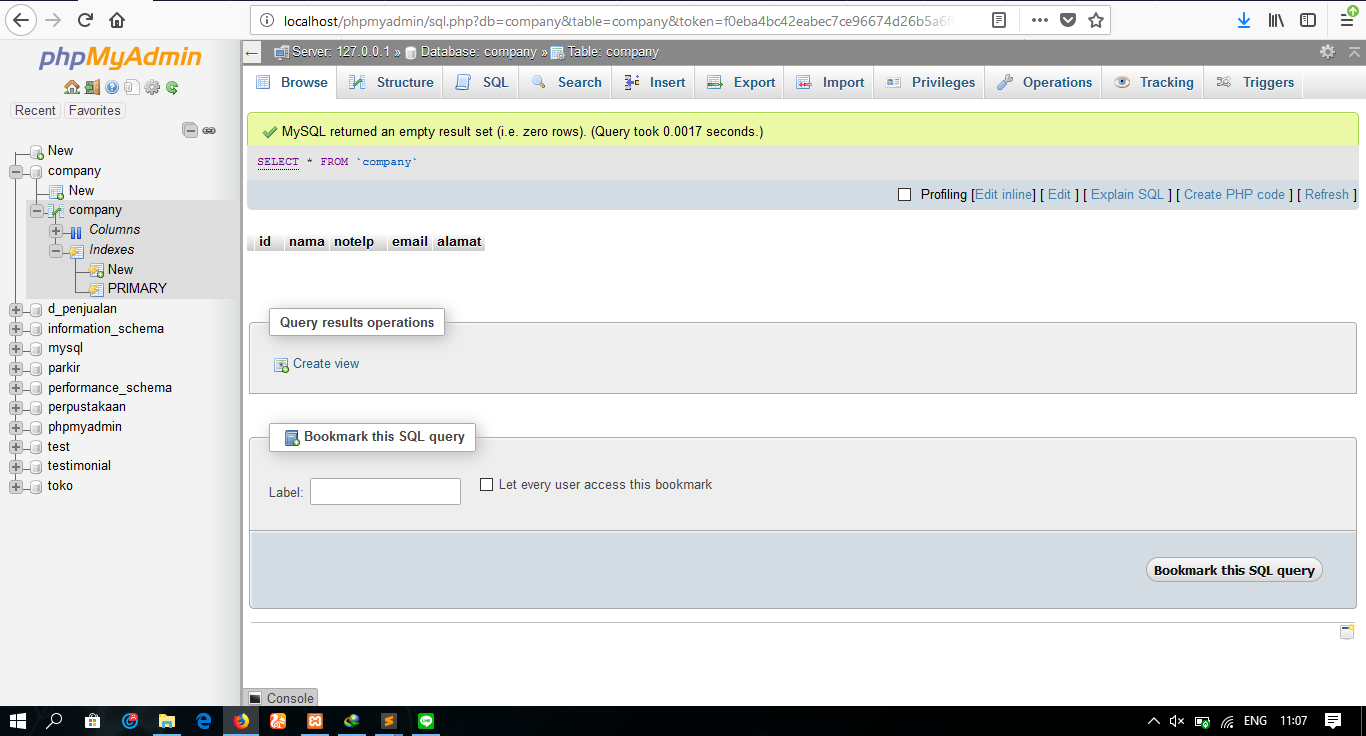 localhost/phpmyadmin/sql.php?db=company&table=company&token=f0eba4bc42eabec7ce96674d26b5a6f
phpMyAdmin
Server: 127.0.0.1 » Database: company » Table: company
Browse Structure SQL Search Insert Export Import Privileges Operations Tracking Triggers
Recent Favorites
MySQL returned an empty result set (i.e. zero rows). (Query took 0.0017 seconds.)
SELECT * FROM `company`
Profiling [Edit inline] [ Edit ] [ Explain SQL ] [ Create PHP code ] [ Refresh ]
New
company
New
company
Columns
Indexes
New
PRIMARY
d_penjualan
information_schema
mysql
parkir
performance_schema
perpustakaan
phpmyadmin
test
testimonial
toko
id nama notelp email alamat
Query results operations
Create view
Bookmark this SQL query
Label:
Let every user access this bookmark
Bookmark this SQL query
Console
ENG 11:07